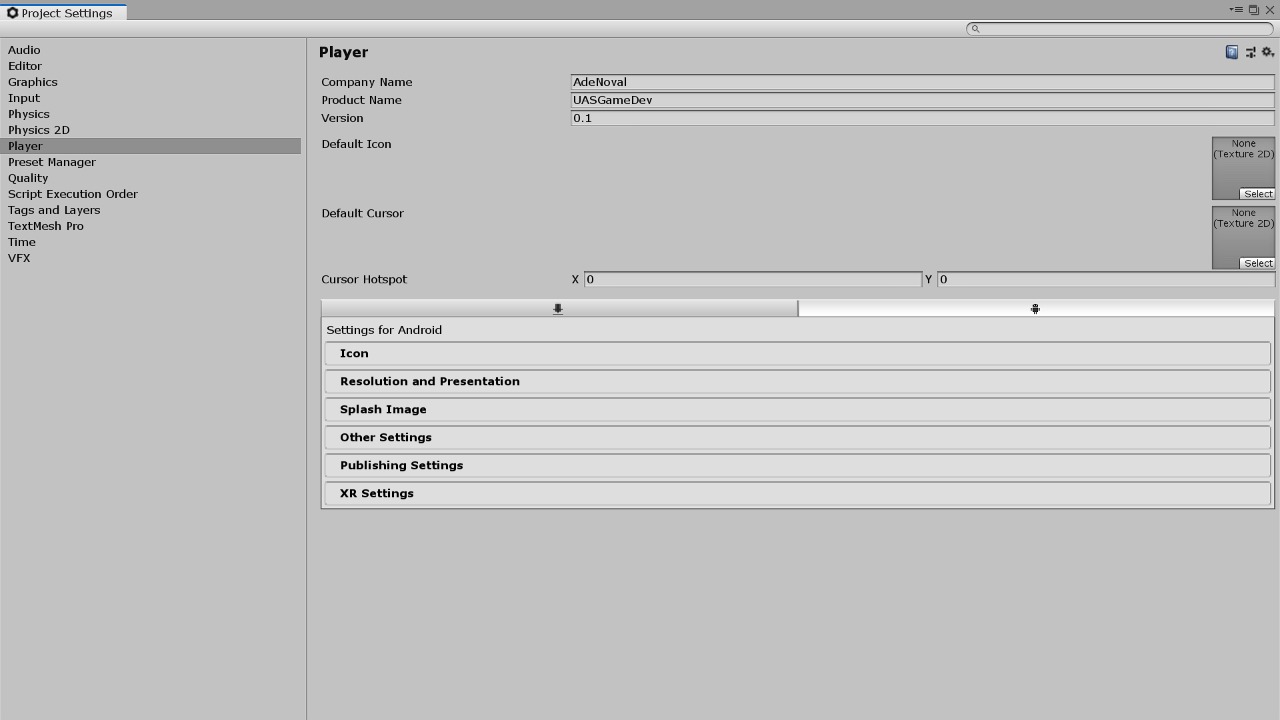 Project Settings
Audio
Editor
Graphics
Input
Physics
Physics 2D
Player
Preset Manager
Quality
Script Execution Order
Tags and Layers
TextMesh Pro
Time
VFX
Player
Company Name AdeNoval
Product Name UASGameDev
Version 0.1
Default Icon
None
(Texture 2D)
Select
Default Cursor
None
(Texture 2D)
Select
Cursor Hotspot X 0 Y 0
Settings for Android
Icon
Resolution and Presentation
Splash Image
Other Settings
Publishing Settings
XR Settings